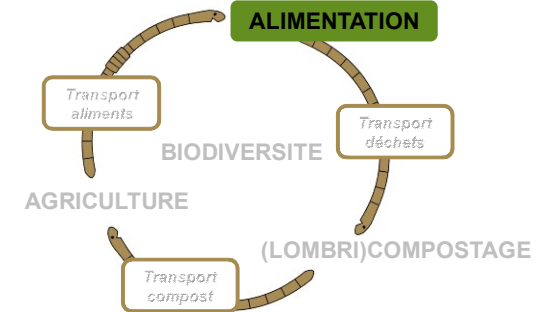 ALIMENTATION
Transport
aliments
Transport
déchets
BIODIVERSITE
AGRICULTURE
(LOMBRI)COMPOSTAGE
Transport
compost